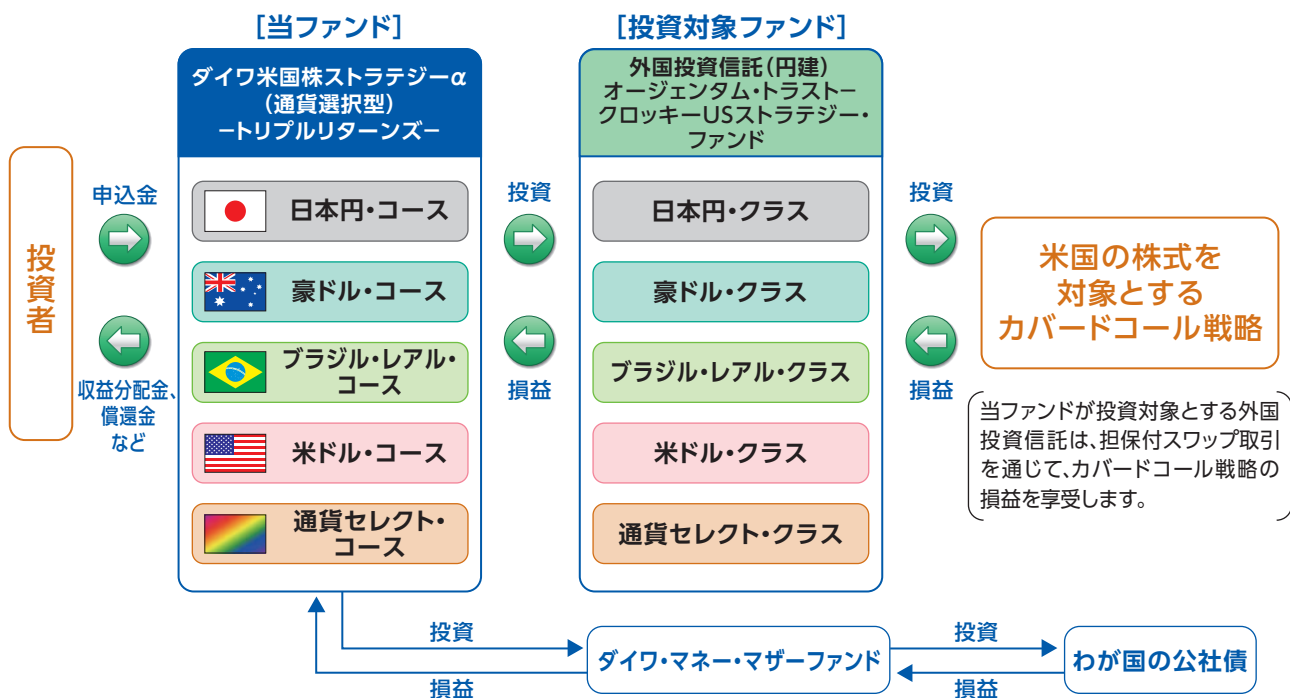 [当ファンド]
[投資対象ファンド]
ダイワ米国株ストラテジーα
(通貨選択型)
－トリプルリターンズ－
外国投資信託(円建)
オージェンタム・トラスト－
クロッキーUSストラテジー・
ファンド
投資者
申込金
収益分配金、
償還金
など
日本円・コース
豪ドル・コース
ブラジル・レアル・
コース
米ドル・コース
通貨セレクト・
コース
投資
損益
日本円・クラス
豪ドル・クラス
ブラジル・レアル・クラス
米ドル・クラス
通貨セレクト・クラス
投資
損益
米国の株式を
対象とする
カバードコール戦略
当ファンドが投資対象とする外国
投資信託は、担保付スワップ取引
を通じて、カバードコール戦略の
損益を享受します。
投資
損益
ダイワ・マネー・マザーファンド
投資
損益
わが国の公社債